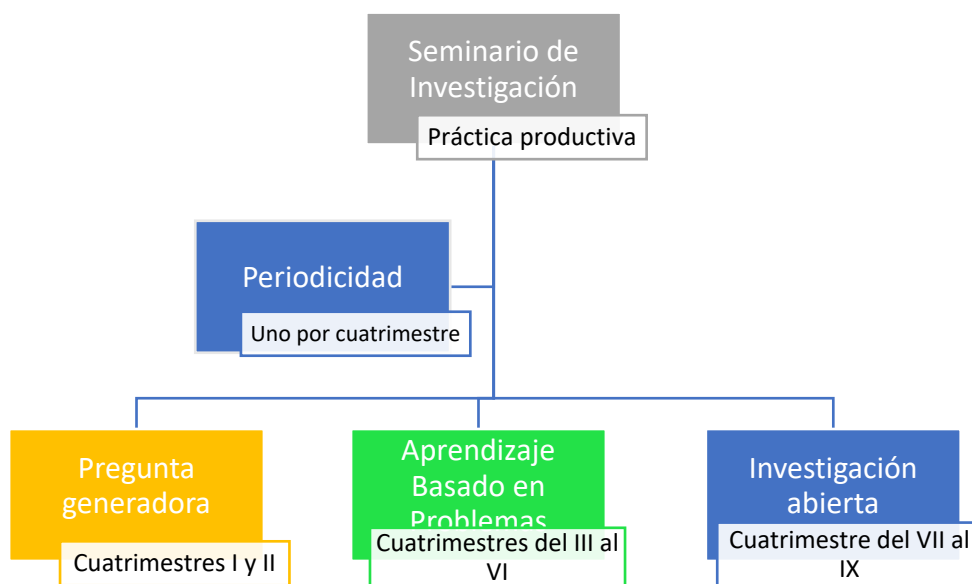 Seminario de
Investigación
Práctica productiva
Periodicidad
Uno por cuatrimestre
Pregunta
generadora
Cuatrimestres I y II
Aprendizaje
Basado en
Problemas
Cuatrimestres del III al
VI
Investigación
abierta
Cuatrimestre del VII al
IX